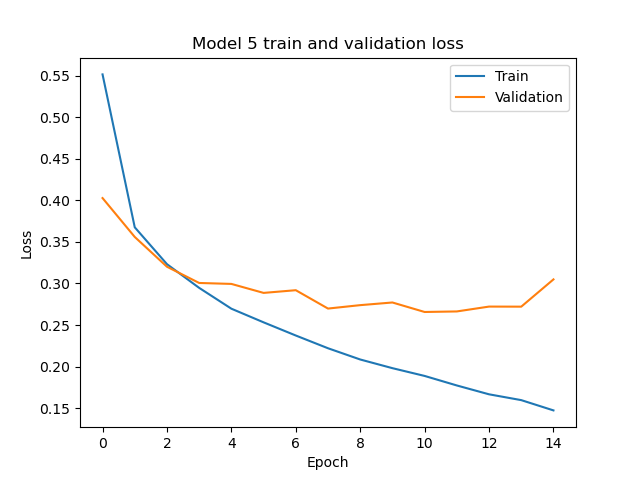 Model 5 train and validation loss
Train
Validation
0.55
0.50
0.45
0.40
0.35
0.30
0.25
0.20
0.15
Loss
0 2 4 6 8 10 12 14
Epoch